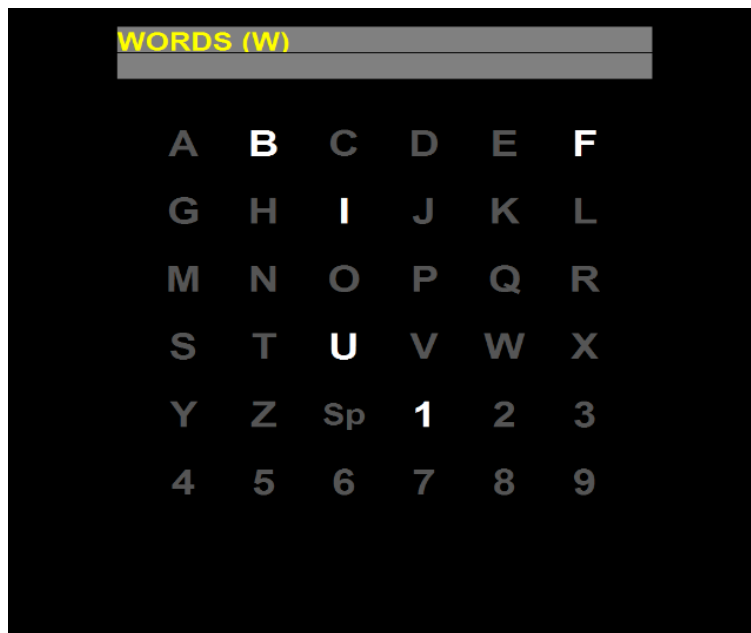 WORDS (W)
A B C D E F
G H I J K L
M N O P Q R
S T U V W X
Y Z Sp 1 2 3
4 5 6 7 8 9